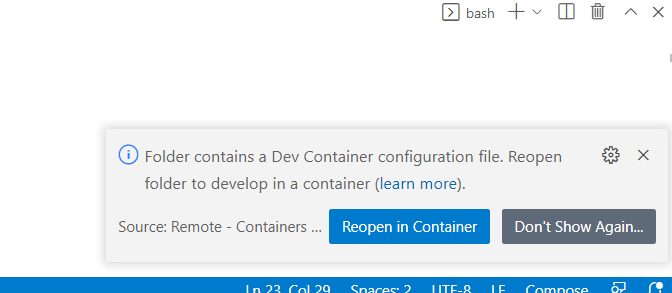 bash
Folder contains a Dev Container configuration file. Reopen
folder to develop in a container (learn more).
Source: Remote - Containers ... Reopen in Container Don't Show Again...
Ln 23, Col 29 Spaces: 2 UTF-8 LF Compose